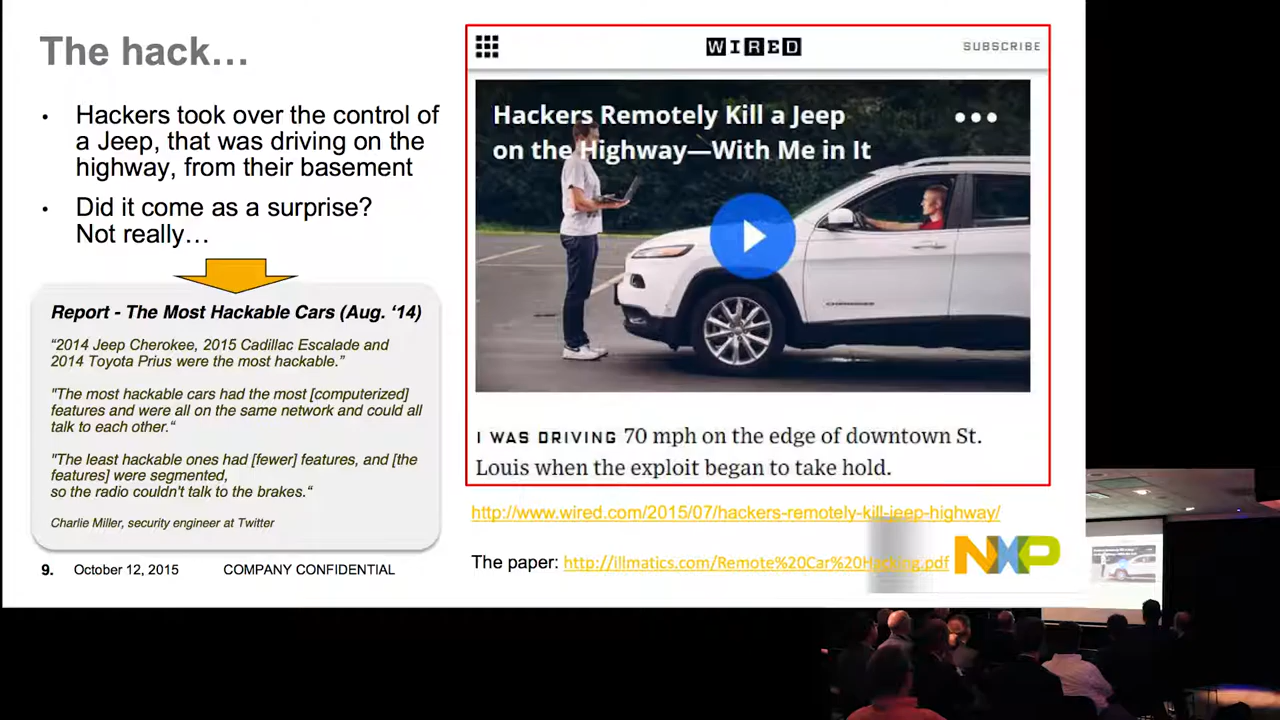 The hack…
• Hackers took over the control of
a Jeep, that was driving on the
highway, from their basement
• Did it come as a surprise?
Not really…
Report - The Most Hackable Cars (Aug. ‘14)
“2014 Jeep Cherokee, 2015 Cadillac Escalade and
2014 Toyota Prius were the most hackable.”
"The most hackable cars had the most [computerized]
features and were all on the same network and could all
talk to each other.“
"The least hackable ones had [fewer] features, and [the
features] were segmented,
so the radio couldn't talk to the brakes.“
Charlie Miller, security engineer at Twitter
9. October 12, 2015 COMPANY CONFIDENTIAL
WIRED
SUBSCRIBE
Hackers Remotely Kill a Jeep
on the Highway—With Me in It
I WAS DRIVING 70 mph on the edge of downtown St.
Louis when the exploit began to take hold.
http://www.wired.com/2015/07/hackers-remotely-kill-jeep-highway/
The paper: http://illmatics.com/Remote%20Car%20Hacking.pdf
NXP